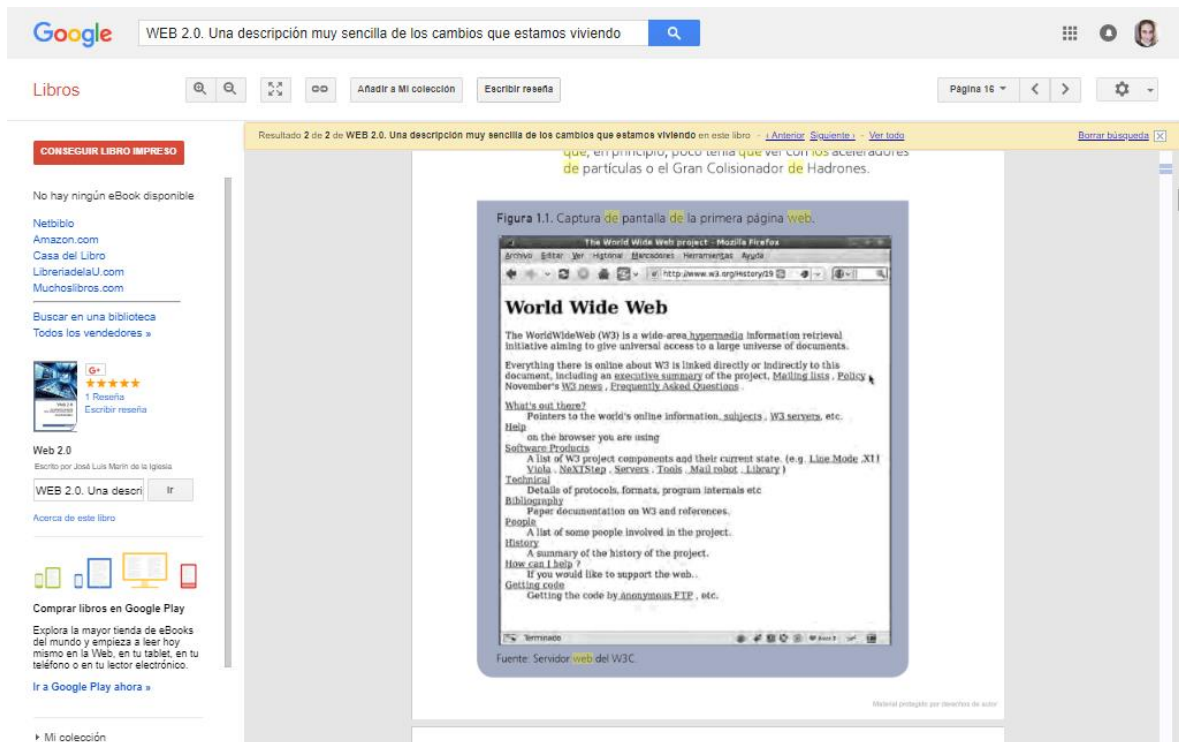 Google
WEB 2.0. Una descripción muy sencilla de los cambios que estamos viviendo
Libros
Añadir a Mi colección
Escribir reseña
Página 16
CONSEGUIR LIBRO IMPRESO
No hay ningún eBook disponible
Netbiblo
Amazon.com
Casa del Libro
LibreriadelaU.com
Muchoslibros.com
Buscar en una biblioteca
Todos los vendedores »
G+
1 Reseña
Escribir reseña
Web 2.0
Escrito por José Luis Marín de la Iglesia
WEB 2.0. Una descri
Ir
Acerca de este libro
Comprar libros en Google Play
Explora la mayor tienda de eBooks
del mundo y empieza a leer hoy
mismo en la Web, en tu tablet, en tu
teléfono o en tu lector electrónico.
Ir a Google Play ahora »
Mi colección
Resultado 2 de 2 de WEB 2.0. Una descripción muy sencilla de los cambios que estamos viviendo en este libro - ‹ Anterior Siguiente › - Ver todo
Borrar búsqueda
que, en principio, poco tenía que ver con los aceleradores
de partículas o el Gran Colisionador de Hadrones.
Figura 1.1. Captura de pantalla de la primera página web.
The World Wide Web project - Mozilla Firefox
Archivo Editar Ver Historial Marcadores Herramientas Ayuda
http://www.w3.org/History/19
World Wide Web
The WorldWideWeb (W3) is a wide-area hypermedia information retrieval
initiative aiming to give universal access to a large universe of documents.
Everything there is online about W3 is linked directly or indirectly to this
document, including an executive summary of the project, Mailing lists , Policy ,
November's W3 news , Frequently Asked Questions .
What's out there?
Pointers to the world's online information, subjects , W3 servers, etc.
Help
on the browser you are using
Software Products
A list of W3 project components and their current state. (e.g. Line Mode ,X11
Viola , NeXTStep , Servers , Tools , Mail robot , Library )
Technical
Details of protocols, formats, program internals etc
Bibliography
Paper documentation on W3 and references.
People
A list of some people involved in the project.
History
A summary of the history of the project.
How can I help ?
If you would like to support the web..
Getting code
Getting the code by anonymous FTP , etc.
Terminado
Fuente: Servidor web del W3C.
Material protegido por derechos de autor